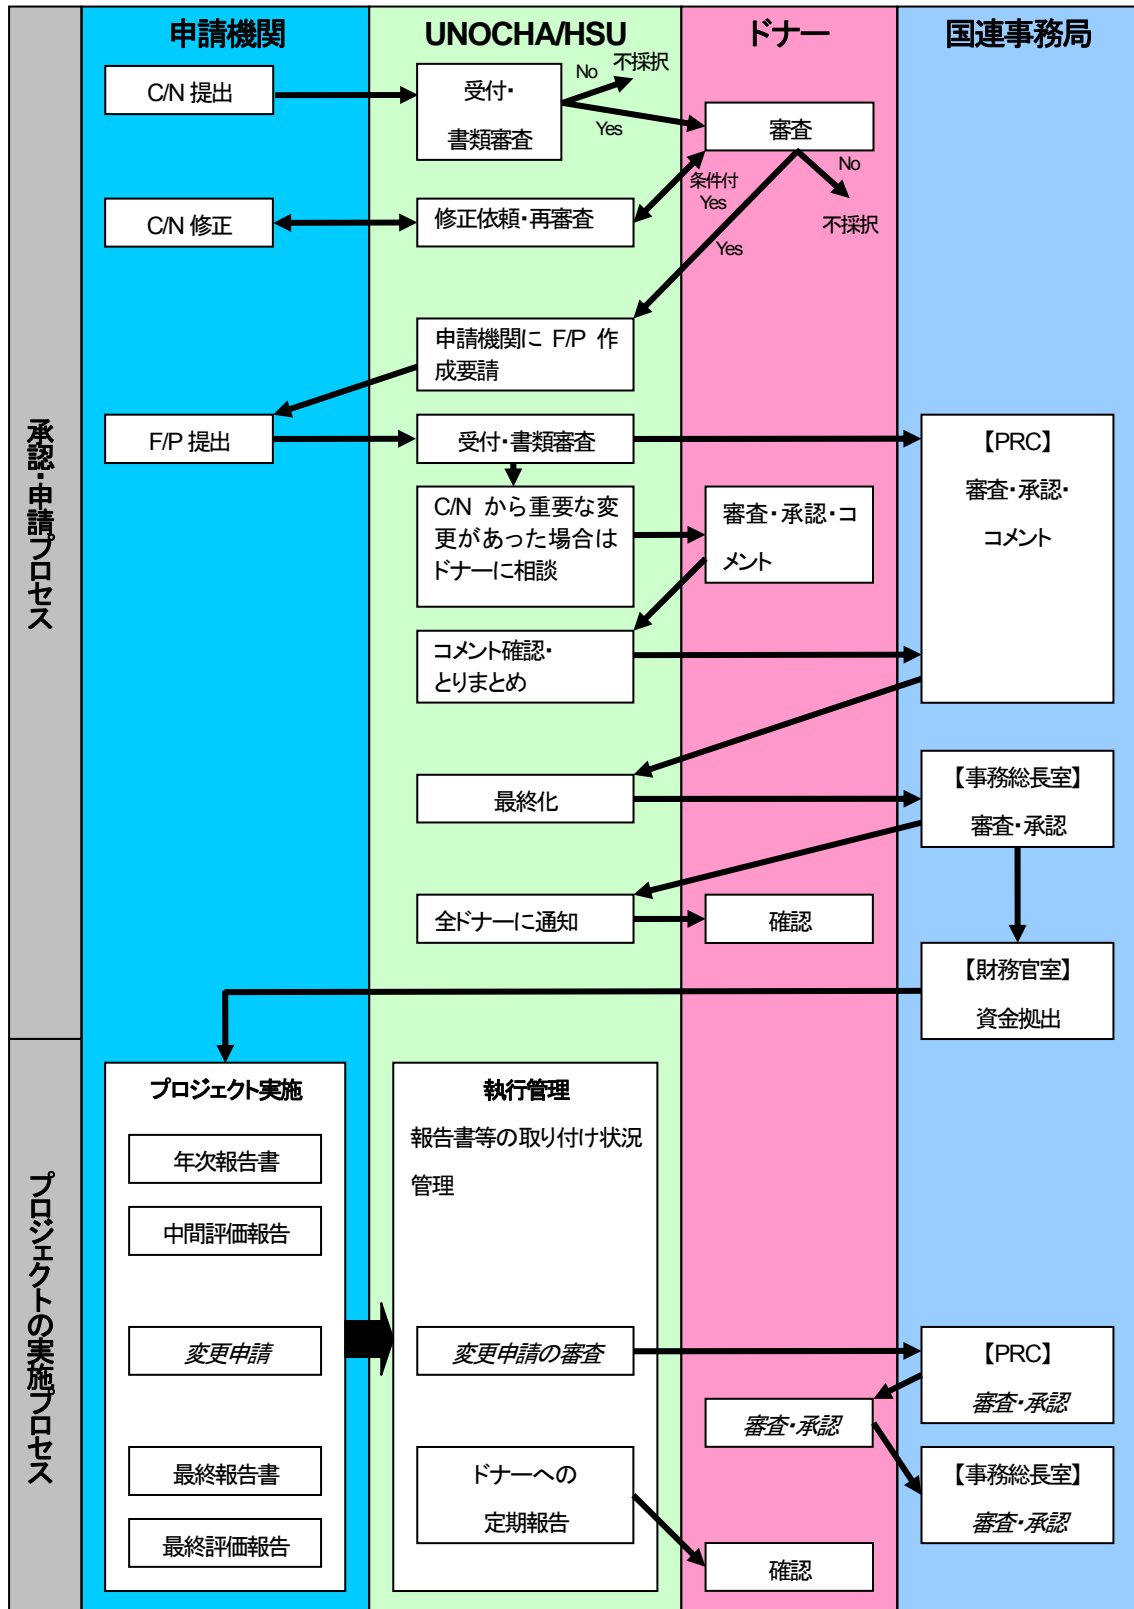 申請機関
UNOCHA/HSU
ドナー
国連事務局
承認・申請プロセス
C/N 提出
受付・
書類審査
No
不採択
Yes
審査
No
不採択
条件付
Yes
Yes
C/N 修正
修正依頼・再審査
申請機関に F/P 作
成要請
F/P 提出
受付・書類審査
【PRC】
審査・承認・
コメント
C/N から重要な変
更があった場合は
ドナーに相談
審査・承認・コ
メント
コメント確認・
とりまとめ
最終化
【事務総長室】
審査・承認
全ドナーに通知
確認
【財務官室】
資金拠出
プロジェクトの実施プロセス
プロジェクト実施
年次報告書
中間評価報告
変更申請
最終報告書
最終評価報告
執行管理
報告書等の取り付け状況
管理
変更申請の審査
ドナーへの
定期報告
【PRC】
審査・承認
審査・承認
【事務総長室】
審査・承認
確認